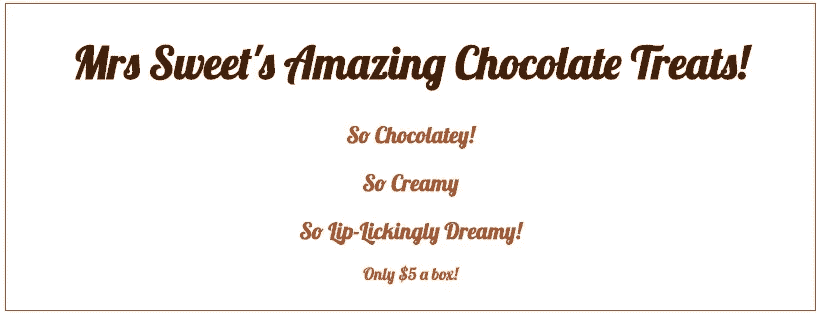 Mrs Sweet's Amazing Chocolate Treats!
So Chocolatey!
So Creamy
So Lip-Lickingly Dreamy!
Only $5 a box!